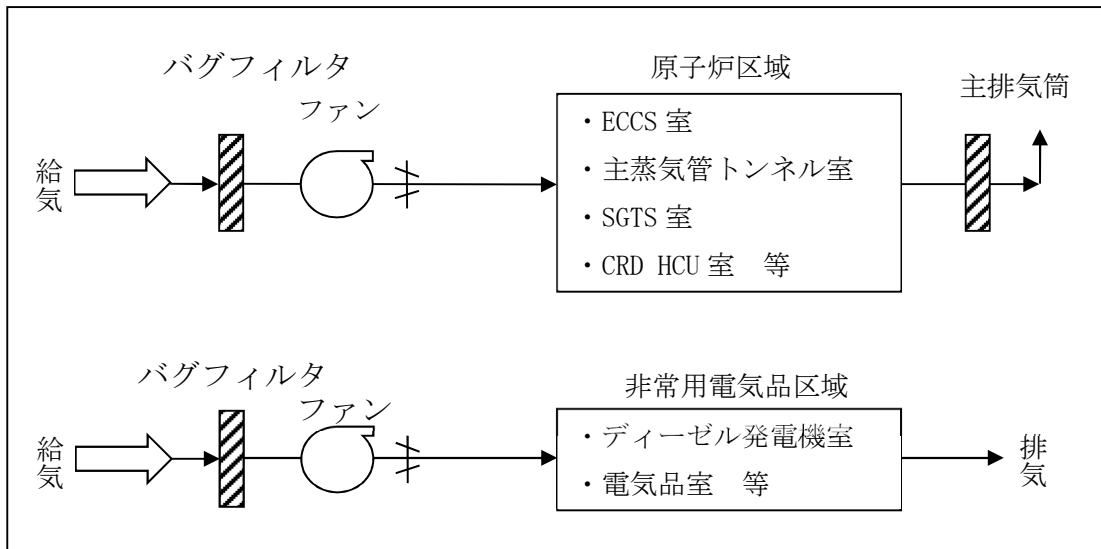 バグフィルタ
ファン
給気
原子炉区域
・ECCS 室
・主蒸気管トンネル室
・SGTS 室
・CRD HCU 室　等
主排気筒
バグフィルタ
ファン
給気
非常用電気品区域
・ディーゼル発電機室
・電気品室　等
排気